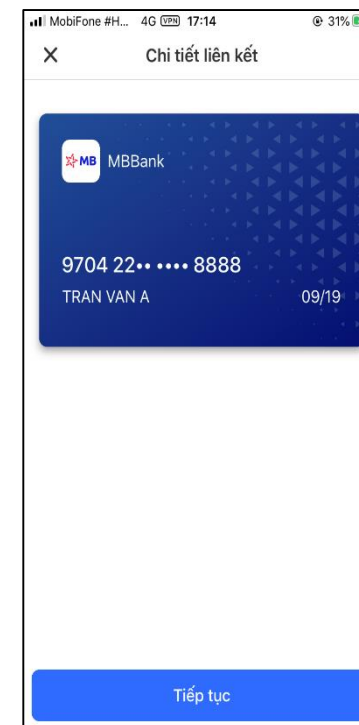 MobiFone #H... 4G VPN 17:14 31%
Chi tiết liên kết
MB MBBank
9704 22•• •••• 8888
TRAN VAN A 09/19
Tiếp tục